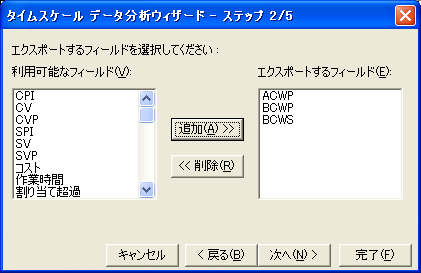 タイムスケール データ分析ウィザード - ステップ 2/5
エクスポートするフィールドを選択してください:
利用可能なフィールド(V):
CPI
CV
CVP
SPI
SV
SVP
コスト
作業時間
割り当て超過
追加(A) >>
<< 削除(R)
エクスポートするフィールド(E):
ACWP
BCWP
BCWS
キャンセル
< 戻る(B)
次へ(N) >
完了(F)